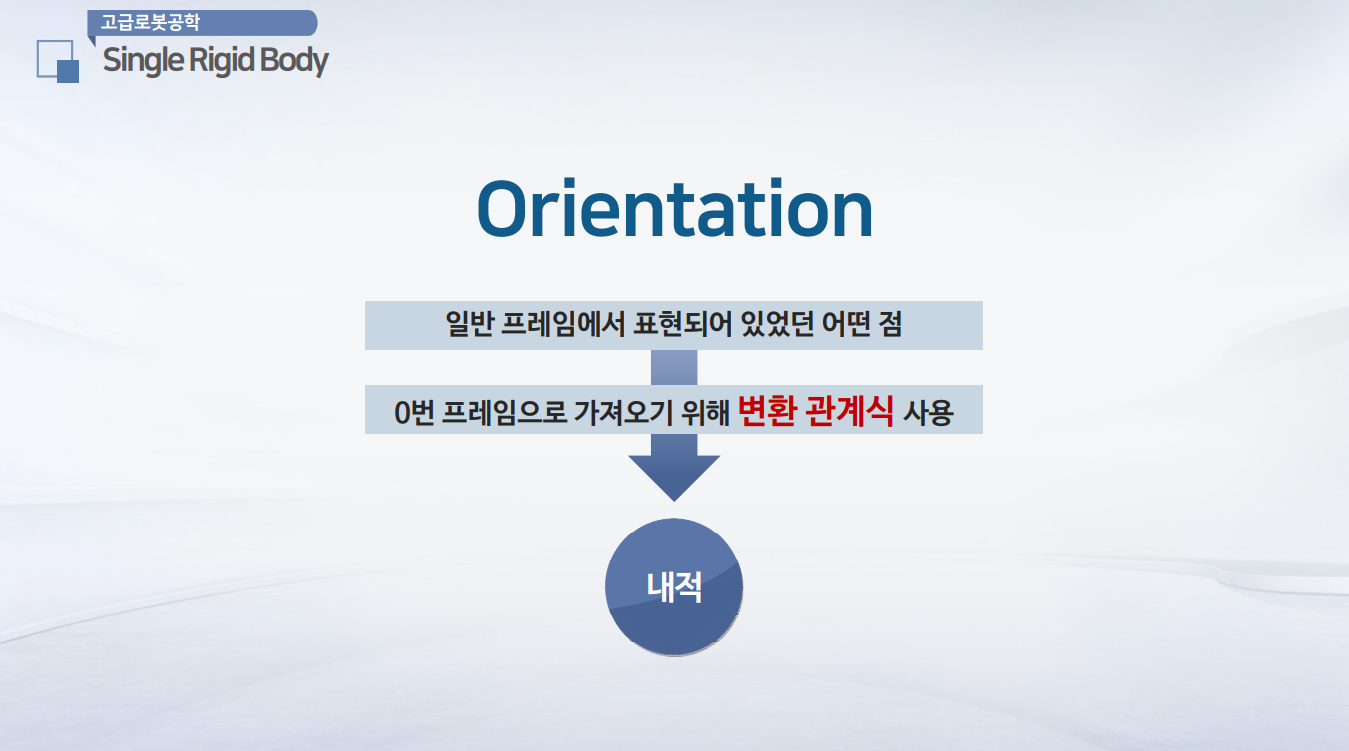 고급로봇공학
Single Rigid Body
Orientation
일반 프레임에서 표현되어 있었던 어떤 점
0번 프레임으로 가져오기 위해 변환 관계식 사용
내적